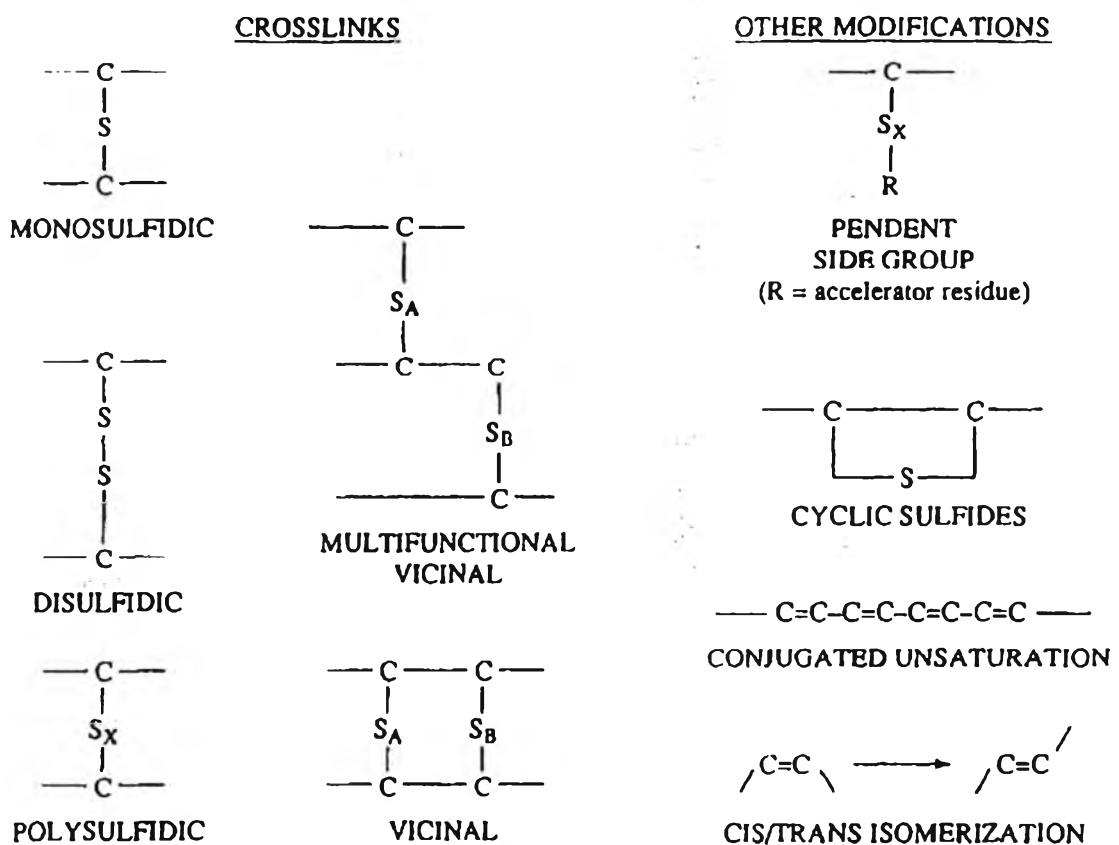 CROSSLINKS
C
S
C
MONOSULFIDIC
C
S
S
C
DISULFIDIC
C
SX
C
POLYSULFIDIC
C
SA
C C
SB
C
MULTIFUNCTIONAL
VICINAL
C C
SA SB
C C
VICINAL
OTHER MODIFICATIONS
C
SX
R
PENDENT
SIDE GROUP
(R = accelerator residue)
C C
S
CYCLIC SULFIDES
C=C–C=C–C=C–C=C
CONJUGATED UNSATURATION
C=C C=C
CIS/TRANS ISOMERIZATION